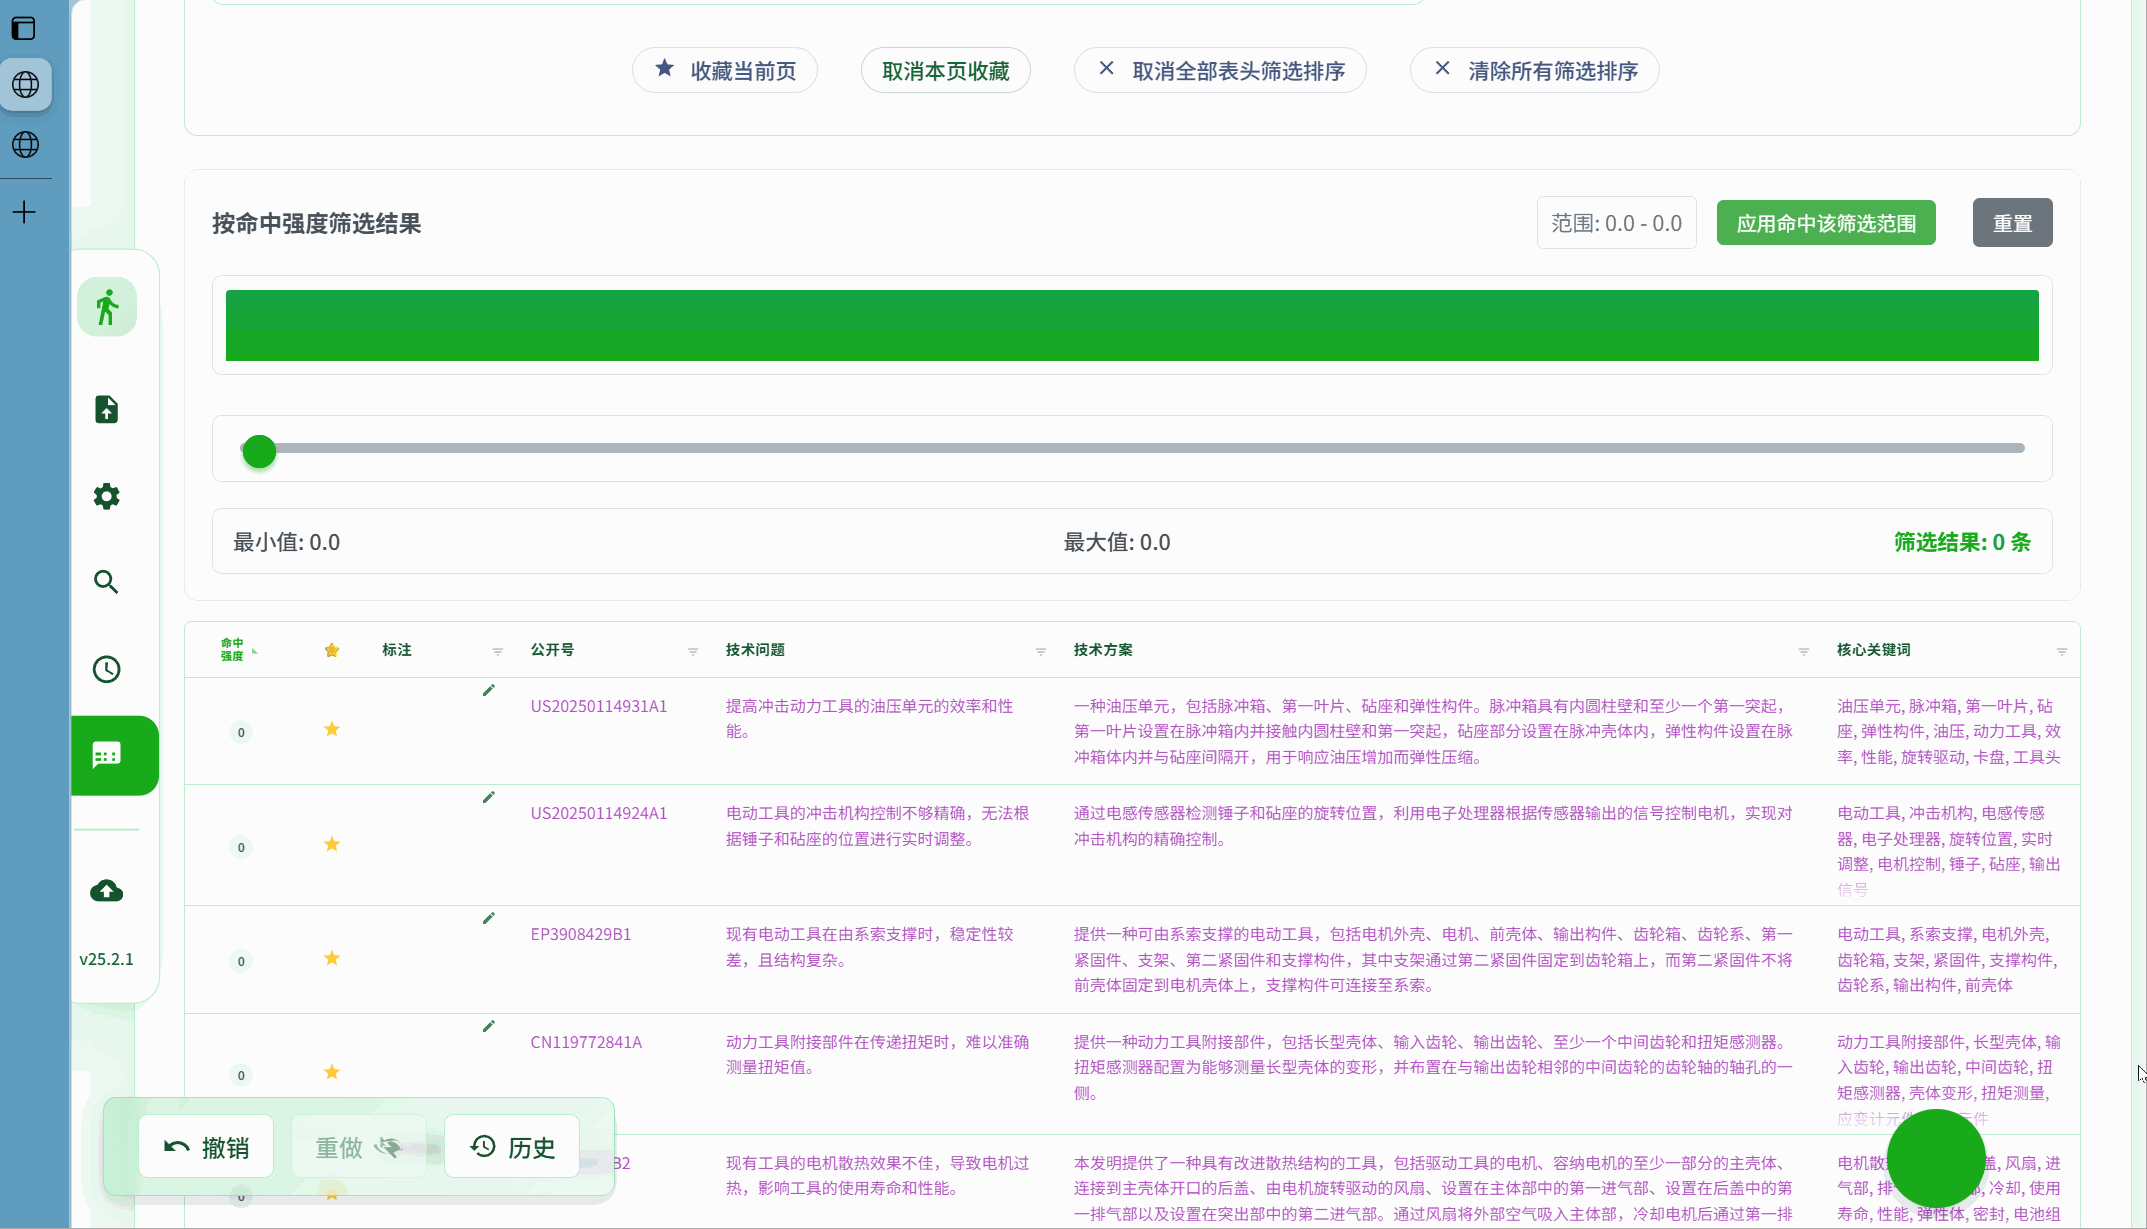 收藏当前页
取消本页收藏
取消全部表头筛选排序
清除所有筛选排序
按命中强度筛选结果
范围: 0.0 - 0.0
应用命中该筛选范围
重置
最小值: 0.0
最大值: 0.0
筛选结果: 0 条
v25.2.1
命中
强度
标注
公开号
技术问题
技术方案
核心关键词
0
US20250114931A1
提高冲击动力工具的油压单元的效率和性
能。
一种油压单元，包括脉冲箱、第一叶片、砧座和弹性构件。脉冲箱具有内圆柱壁和至少一个第一突起，
第一叶片设置在脉冲箱内并接触内圆柱壁和第一突起，砧座部分设置在脉冲壳体内，弹性构件设置在脉
冲箱体内并与砧座间隔开，用于响应油压增加而弹性压缩。
油压单元, 脉冲箱, 第一叶片, 砧
座, 弹性构件, 油压, 动力工具, 效
率, 性能, 旋转驱动, 卡盘, 工具头
0
US20250114924A1
电动工具的冲击机构控制不够精确，无法根
据锤子和砧座的位置进行实时调整。
通过电感传感器检测锤子和砧座的旋转位置，利用电子处理器根据传感器输出的信号控制电机，实现对
冲击机构的精确控制。
电动工具, 冲击机构, 电感传感
器, 电子处理器, 旋转位置, 实时
调整, 电机控制, 锤子, 砧座, 输出
信号
0
EP3908429B1
现有电动工具在由系索支撑时，稳定性较
差，且结构复杂。
提供一种可由系索支撑的电动工具，包括电机外壳、电机、前壳体、输出构件、齿轮箱、齿轮系、第一
紧固件、支架、第二紧固件和支撑构件，其中支架通过第二紧固件固定到齿轮箱上，而第二紧固件不将
前壳体固定到电机壳体上，支撑构件可连接至系索。
电动工具, 系索支撑, 电机外壳,
齿轮箱, 支架, 紧固件, 支撑构件,
齿轮系, 输出构件, 前壳体
0
CN119772841A
动力工具附接部件在传递扭矩时，难以准确
测量扭矩值。
提供一种动力工具附接部件，包括长型壳体、输入齿轮、输出齿轮、至少一个中间齿轮和扭矩感测器。
扭矩感测器配置为能够测量长型壳体的变形，并布置在与输出齿轮相邻的中间齿轮的齿轮轴的轴孔的一
侧。
动力工具附接部件, 长型壳体, 输
入齿轮, 输出齿轮, 中间齿轮, 扭
矩感测器, 壳体变形, 扭矩测量,
应变计元 元件
0
B2
现有工具的电机散热效果不佳，导致电机过
热，影响工具的使用寿命和性能。
本发明提供了一种具有改进散热结构的工具，包括驱动工具的电机、容纳电机的至少一部分的主壳体、
连接到主壳体开口的后盖、由电机旋转驱动的风扇、设置在主体部中的第一进气部、设置在后盖中的第
一排气部以及设置在突出部中的第二进气部。通过风扇将外部空气吸入主体部，冷却电机后通过第一排
电机散 盖, 风扇, 进
气部, 排 冷却, 使用
寿命, 性能, 弹性体, 密封, 电池组
撤销
重做
历史